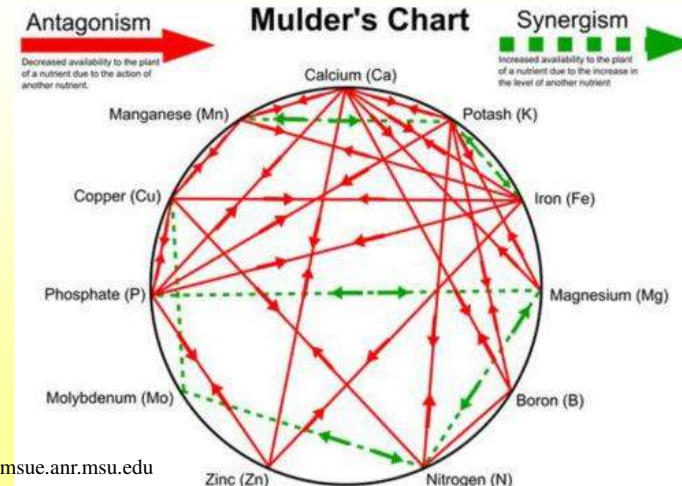 Antagonism
Mulder's Chart
Synergism
Decreased availability to the plant
of a nutrient due to the action of
another nutrient.
Increased availability to the plant
of a nutrient due to the increase in
the level of another nutrient
Calcium (Ca)
Manganese (Mn)
Potash (K)
Copper (Cu)
Iron (Fe)
Phosphate (P)
Magnesium (Mg)
Molybdenum (Mo)
Boron (B)
msue.anr.msu.edu
Zinc (Zn)
Nitrogen (N)